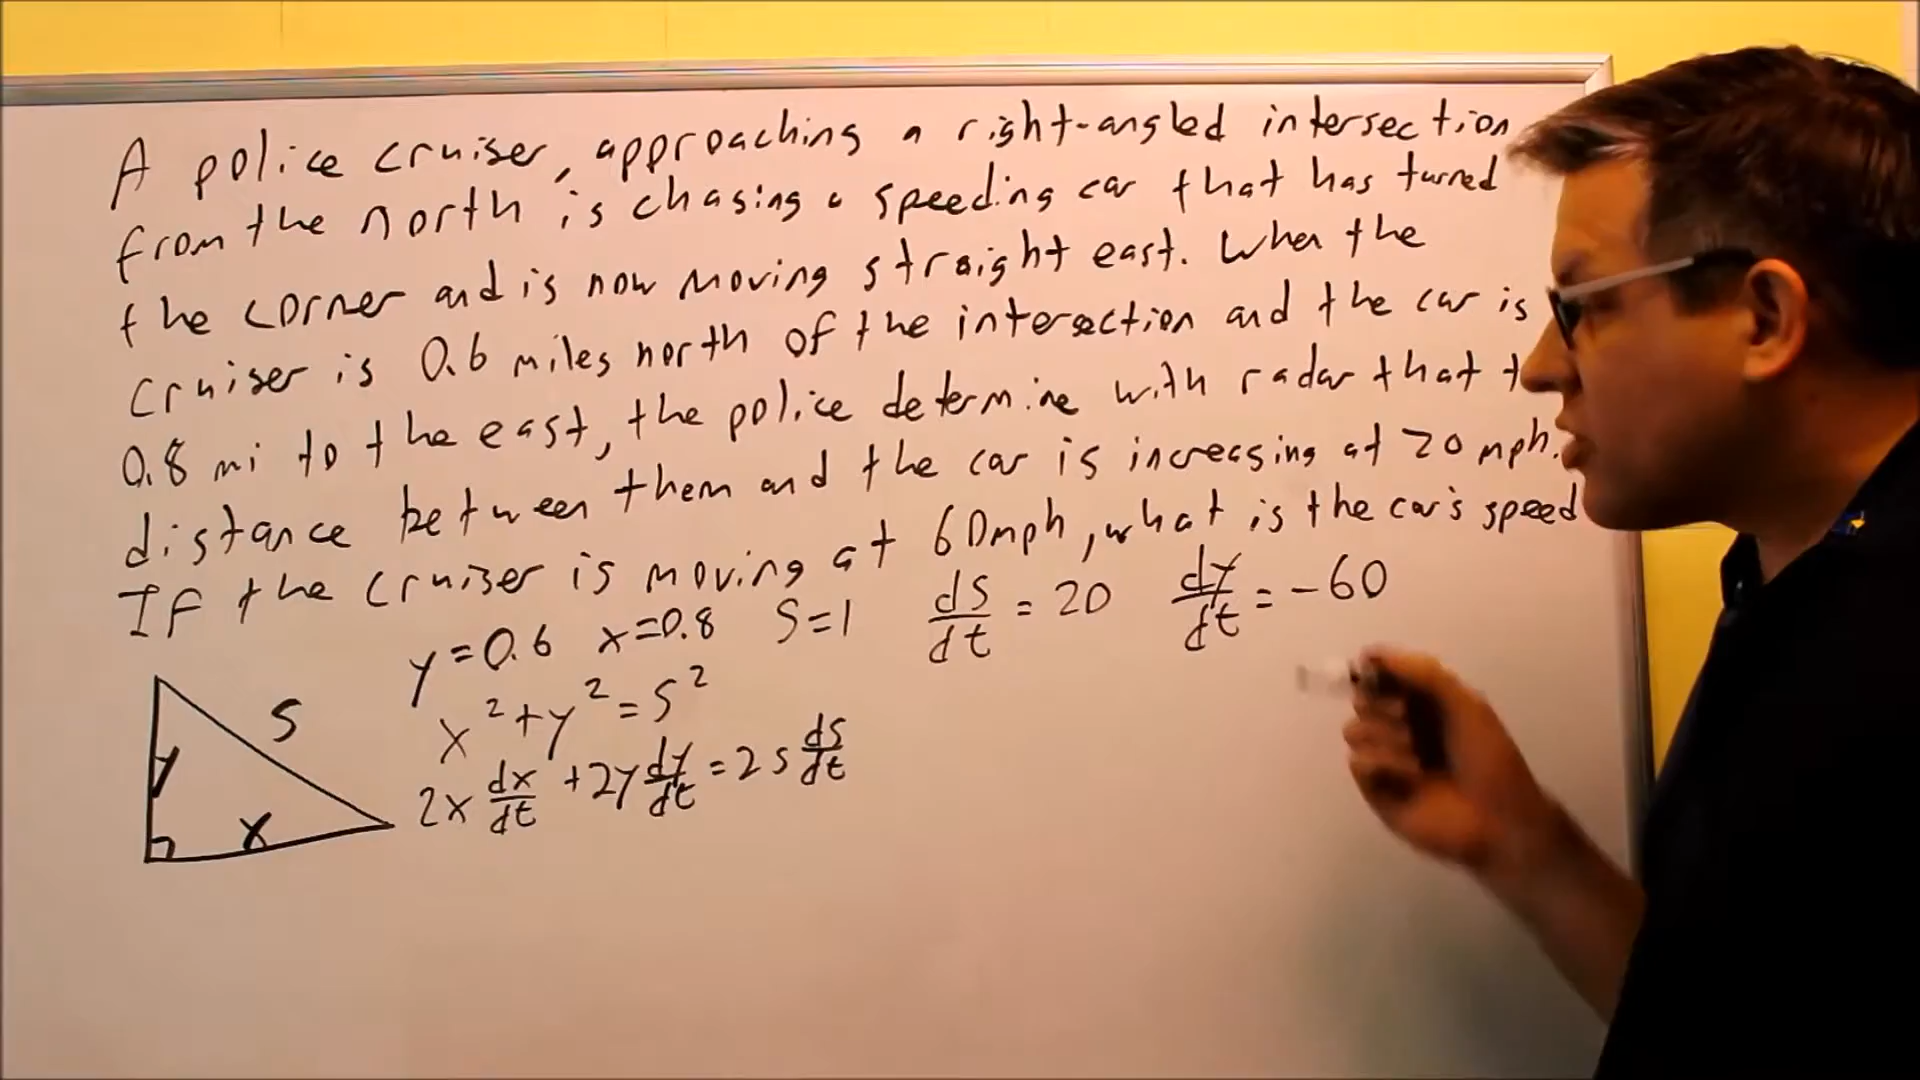 A police cruiser, approaching a right-angled intersection
from the north is chasing a speeding car that has turned
the corner and is now moving straight east. When the
cruiser is 0.6 miles north of the intersection and the car is
0.8 mi to the east, the police determine with radar that
distance between them and the car is increasing at 20 mph.
If the cruiser is moving at 60mph, what is the car's speed
y=0.6 x=0.8 S=1 ds/dt = 20 dy/dt = -60
x²+y²=s²
2x dx/dt +2y dy/dt = 2s ds/dt
S
y
x